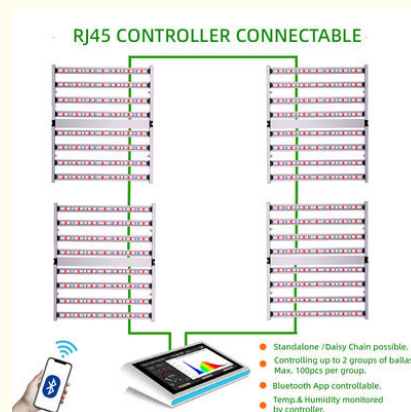 RJ45 CONTROLLER CONNECTABLE
Standalone /Daisy Chain possible.
Controlling up to 2 groups of ballas
Max. 100pcs per group.
Bluetooth App controllable.
Temp.& Humidity monitored
by controller.